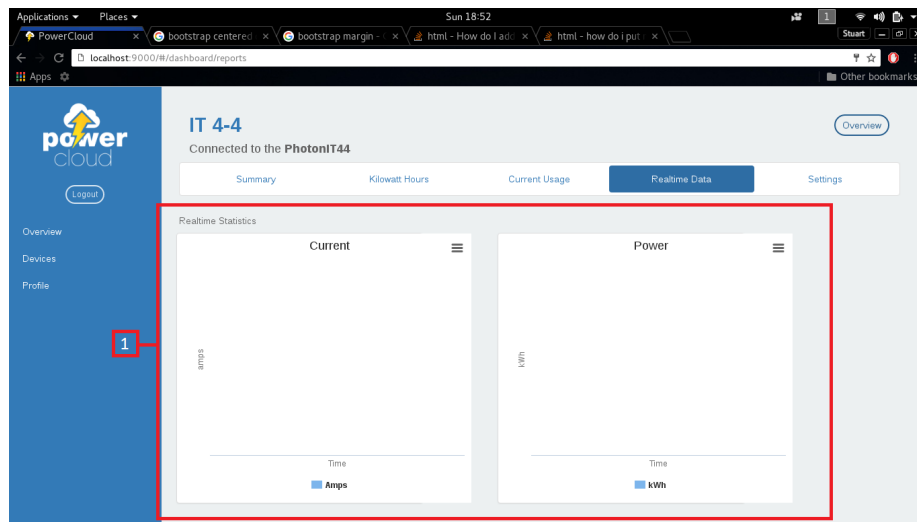 Applications Places Sun 18:52 1
PowerCloud bootstrap centered bootstrap margin - html - How do I add html - how do i put Stuart
localhost:9000/#/dashboard/reports
Apps Other bookmarks
power
cloud
Logout
Overview
Devices
Profile
IT 4-4
Connected to the PhotonIT44
Overview
Summary Kilowatt Hours Current Usage Realtime Data Settings
Realtime Statistics
1
Current
amps
Time
Amps
Power
kWh
Time
kWh